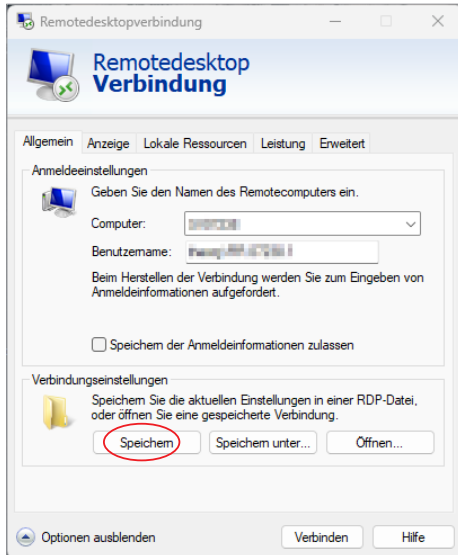 Remotedesktopverbindung
Remotedesktop
Verbindung
Allgemein Anzeige Lokale Ressourcen Leistung Erweitert
Anmeldeeinstellungen
Geben Sie den Namen des Remotecomputers ein.
Computer:
Benutzername:
Beim Herstellen der Verbindung werden Sie zum Eingeben von
Anmeldeinformationen aufgefordert.
Speichern der Anmeldeinformationen zulassen
Verbindungseinstellungen
Speichern Sie die aktuellen Einstellungen in einer RDP-Datei,
oder öffnen Sie eine gespeicherte Verbindung.
Speichern Speichern unter... Öffnen...
Optionen ausblenden Verbinden Hilfe